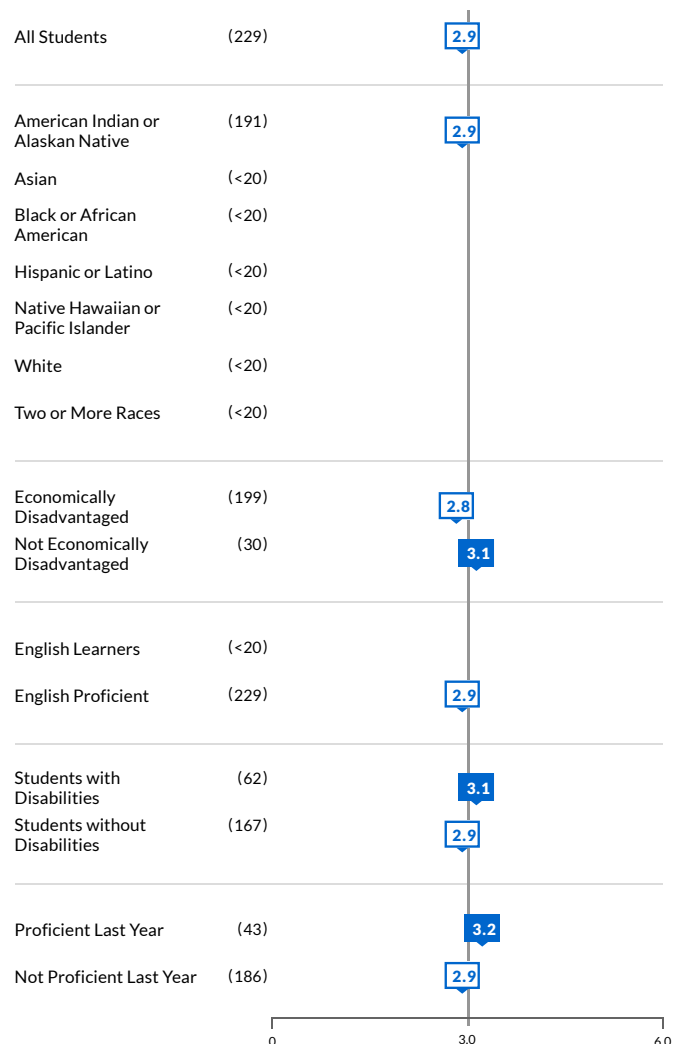 All Students (229) 2.9
American Indian or (191) 2.9
Alaskan Native
Asian (<20)
Black or African (<20)
American
Hispanic or Latino (<20)
Native Hawaiian or (<20)
Pacific Islander
White (<20)
Two or More Races (<20)
Economically (199) 2.8
Disadvantaged
Not Economically (30) 3.1
Disadvantaged
English Learners (<20)
English Proficient (229) 2.9
Students with (62) 3.1
Disabilities
Students without (167) 2.9
Disabilities
Proficient Last Year (43) 3.2
Not Proficient Last Year (186) 2.9
0 3.0 6.0